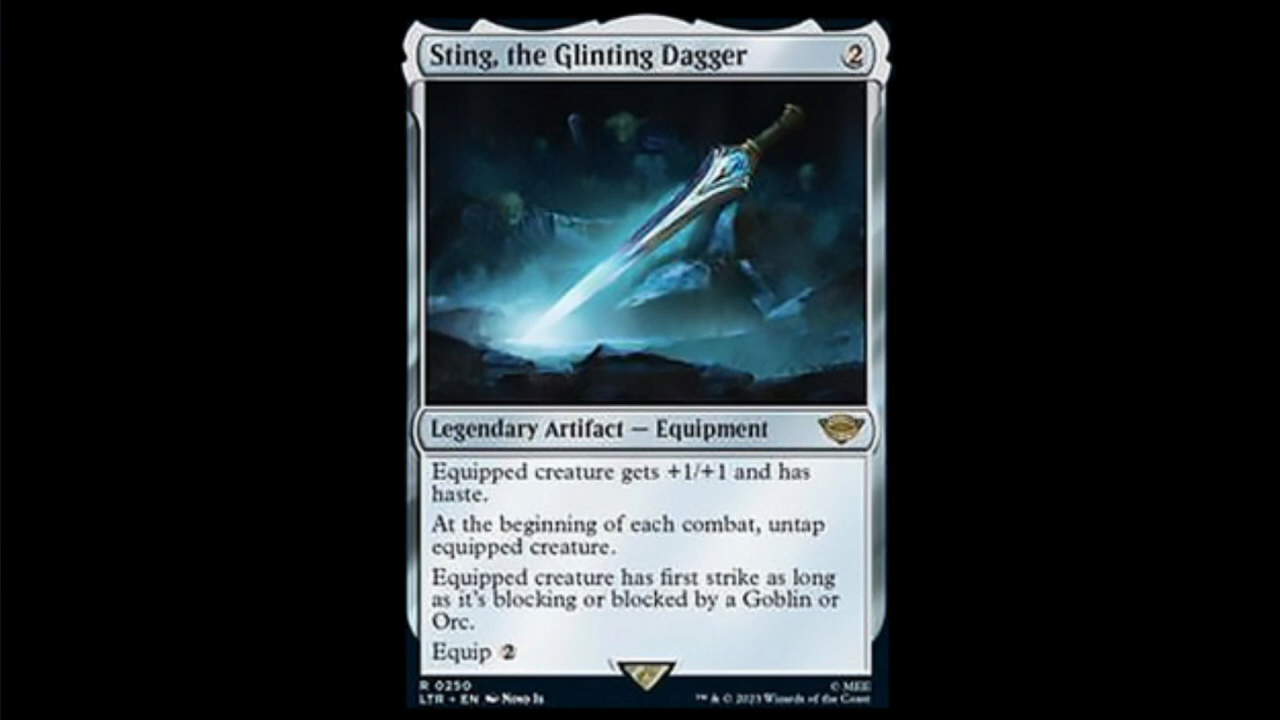 Sting, the Glinting Dagger 2
Legendary Artifact — Equipment
Equipped creature gets +1/+1 and has
haste.
At the beginning of each combat, untap
equipped creature.
Equipped creature has first strike as long
as it's blocking or blocked by a Goblin or
Orc.
Equip 2
R 0250 © MEE
LTR • EN ™ & © 2023 Wizards of the Coast